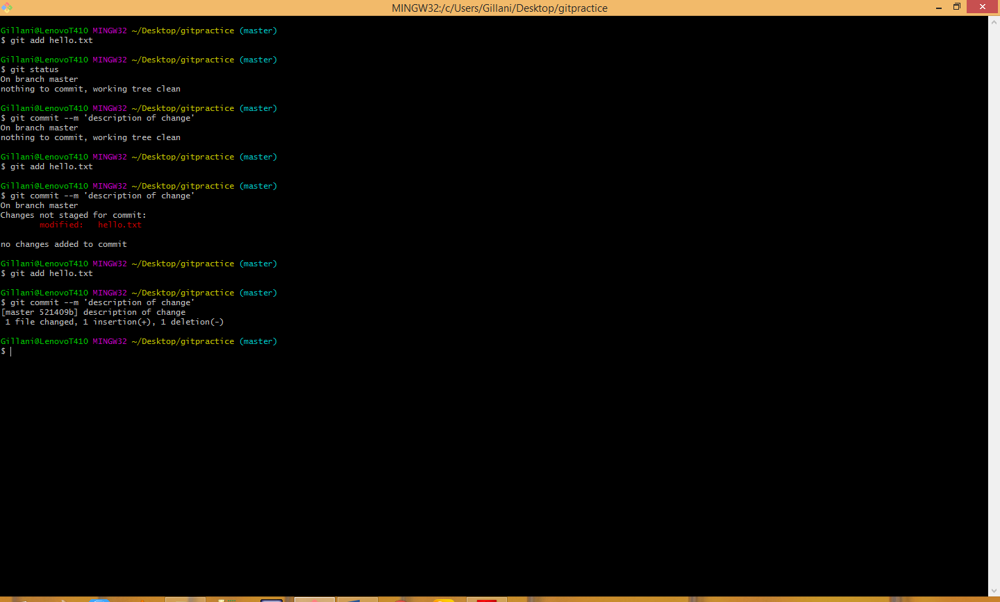 MINGW32:/c/Users/Gillani/Desktop/gitpractice
Gillani@LenovoT410 MINGW32 ~/Desktop/gitpractice (master)
$ git add hello.txt
Gillani@LenovoT410 MINGW32 ~/Desktop/gitpractice (master)
$ git status
On branch master
nothing to commit, working tree clean
Gillani@LenovoT410 MINGW32 ~/Desktop/gitpractice (master)
$ git commit --m 'description of change'
On branch master
nothing to commit, working tree clean
Gillani@LenovoT410 MINGW32 ~/Desktop/gitpractice (master)
$ git add hello.txt
Gillani@LenovoT410 MINGW32 ~/Desktop/gitpractice (master)
$ git commit --m 'description of change'
On branch master
Changes not staged for commit:
modified: hello.txt
no changes added to commit
Gillani@LenovoT410 MINGW32 ~/Desktop/gitpractice (master)
$ git add hello.txt
Gillani@LenovoT410 MINGW32 ~/Desktop/gitpractice (master)
$ git commit --m 'description of change'
[master 521409b] description of change
1 file changed, 1 insertion(+), 1 deletion(-)
Gillani@LenovoT410 MINGW32 ~/Desktop/gitpractice (master)
$